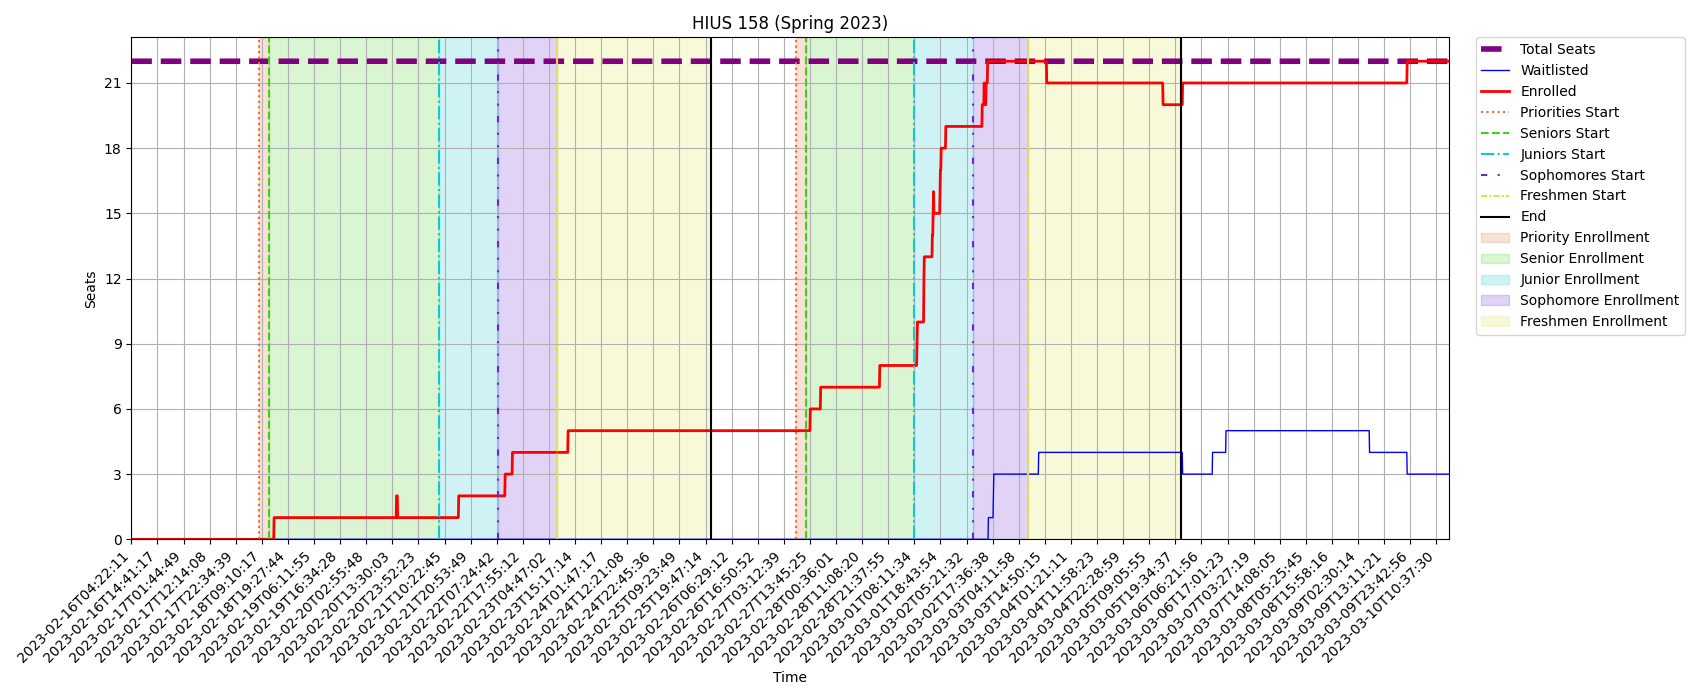 HIUS 158 (Spring 2023)
Seats
21
18
15
12
9
6
3
0
2023-02-16T04:22:11
2023-02-16T14:41:17
2023-02-17T01:44:49
2023-02-17T12:14:08
2023-02-17T22:34:39
2023-02-18T09:10:17
2023-02-18T19:27:44
2023-02-19T06:11:55
2023-02-19T16:34:28
2023-02-20T02:55:48
2023-02-20T13:30:03
2023-02-20T23:52:23
2023-02-21T10:22:45
2023-02-21T20:53:49
2023-02-22T07:24:42
2023-02-22T17:55:12
2023-02-23T04:47:02
2023-02-23T15:17:14
2023-02-24T01:47:17
2023-02-24T12:21:08
2023-02-24T22:45:36
2023-02-25T09:23:49
2023-02-25T19:47:14
2023-02-26T06:29:12
2023-02-26T16:50:52
2023-02-27T03:12:39
2023-02-27T13:45:25
2023-02-28T00:36:01
2023-02-28T11:08:20
2023-02-28T21:37:55
2023-03-01T08:11:34
2023-03-01T18:43:54
2023-03-02T05:21:32
2023-03-02T17:36:38
2023-03-03T04:11:58
2023-03-03T14:50:15
2023-03-04T01:21:11
2023-03-04T11:58:23
2023-03-04T22:28:59
2023-03-05T09:05:55
2023-03-05T19:34:37
2023-03-06T06:21:56
2023-03-06T17:01:23
2023-03-07T03:27:19
2023-03-07T14:08:05
2023-03-08T05:25:45
2023-03-08T15:58:16
2023-03-09T02:30:14
2023-03-09T13:11:21
2023-03-09T23:42:56
2023-03-10T10:37:30
Time
Total Seats
Waitlisted
Enrolled
Priorities Start
Seniors Start
Juniors Start
Sophomores Start
Freshmen Start
End
Priority Enrollment
Senior Enrollment
Junior Enrollment
Sophomore Enrollment
Freshmen Enrollment